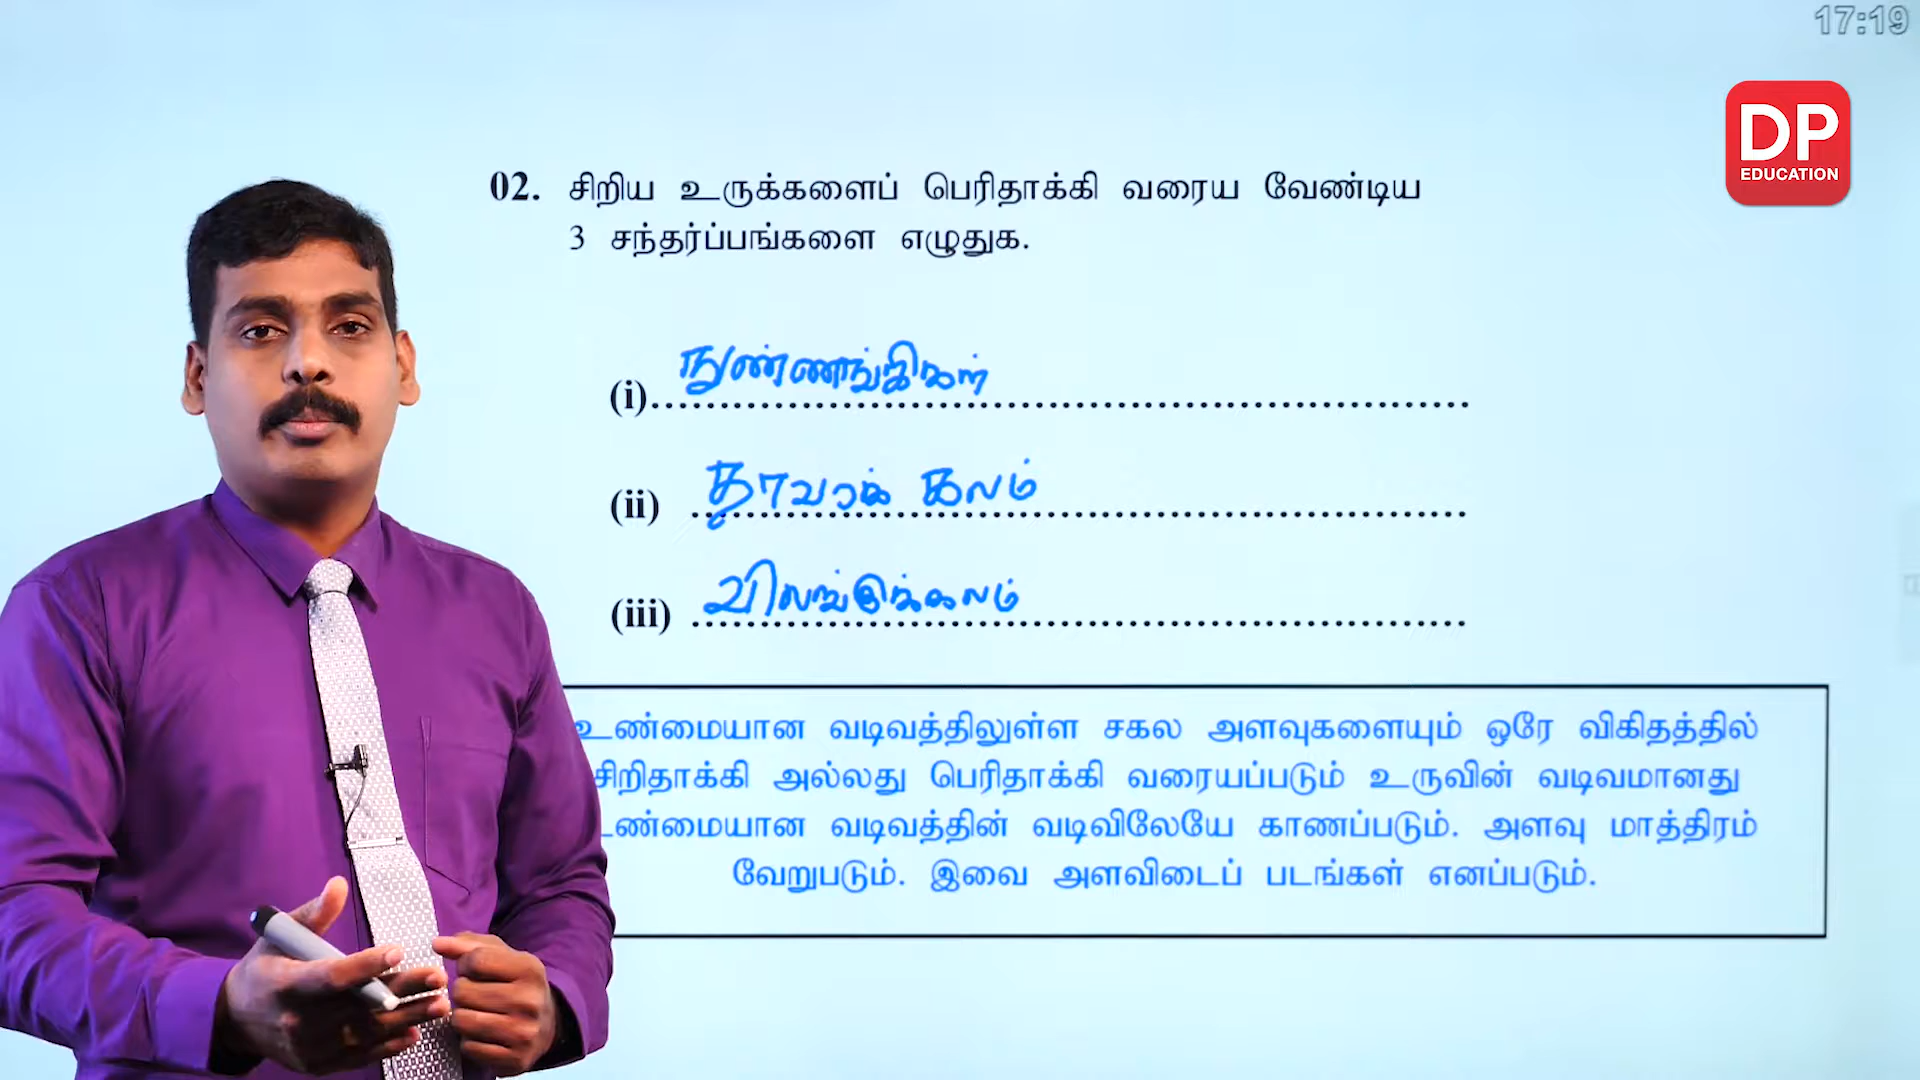 17:19
DP
EDUCATION
02. சிறிய உருக்களைப் பெரிதாக்கி வரைய வேண்டிய
3 சந்தர்ப்பங்களை எழுதுக.
(i) நுண்ணங்கிகள்
(ii) தாவரக் கலம்
(iii) விலங்குக்கலம்
உண்மையான வடிவத்திலுள்ள சகல அளவுகளையும் ஒரே விகிதத்தில்
சிறிதாக்கி அல்லது பெரிதாக்கி வரையப்படும் உருவின் வடிவமானது
உண்மையான வடிவத்தின் வடிவிலேயே காணப்படும். அளவு மாத்திரம்
வேறுபடும். இவை அளவிடைப் படங்கள் எனப்படும்.